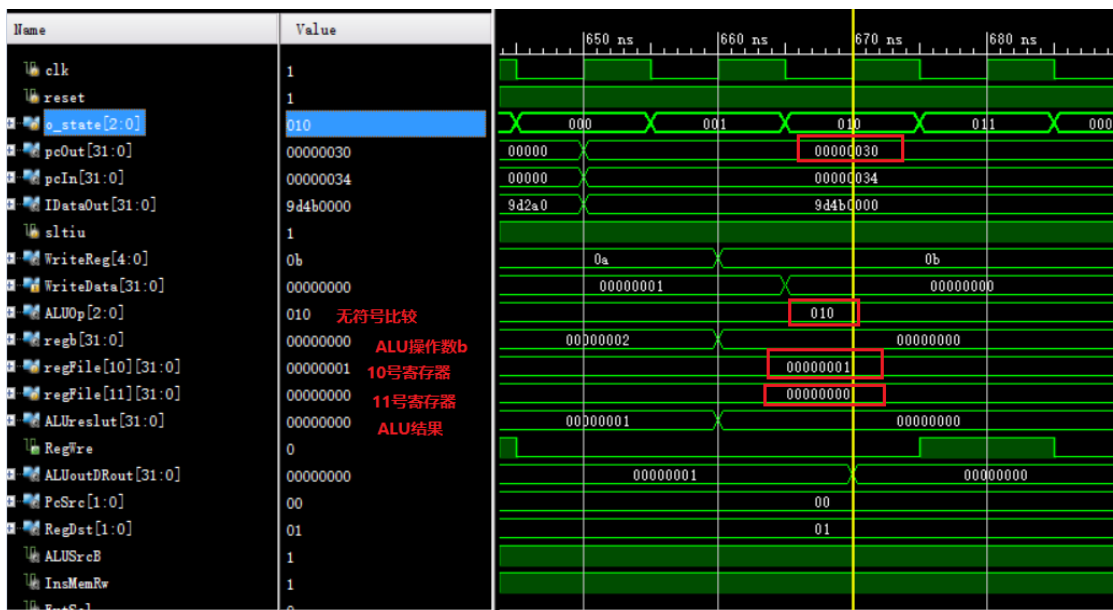 Name Value
650 ns 660 ns 670 ns 680 ns
clk 1
reset 1
o_state[2:0] 010 000 001 010 011 000
pcOut[31:0] 00000030 00000 00000030
pcIn[31:0] 00000034 00000 00000034
IDataOut[31:0] 9d4b0000 9d2a0 9d4b0000
sltiu 1
WriteReg[4:0] 0b 0a 0b
WriteData[31:0] 00000000 00000001 00000000
ALUOp[2:0] 010 无符号比较 010
regb[31:0] 00000000 ALU操作数b 00000002 00000000
regFile[10][31:0] 00000001 10号寄存器 00000001
regFile[11][31:0] 00000000 11号寄存器 00000000
ALUreslut[31:0] 00000000 ALU结果 00000001 00000000
RegWre 0
ALUoutDRout[31:0] 00000000 00000001 00000000
PcSrc[1:0] 00 00
RegDst[1:0] 01 01
ALUSrcB 1
InsMemRw 1